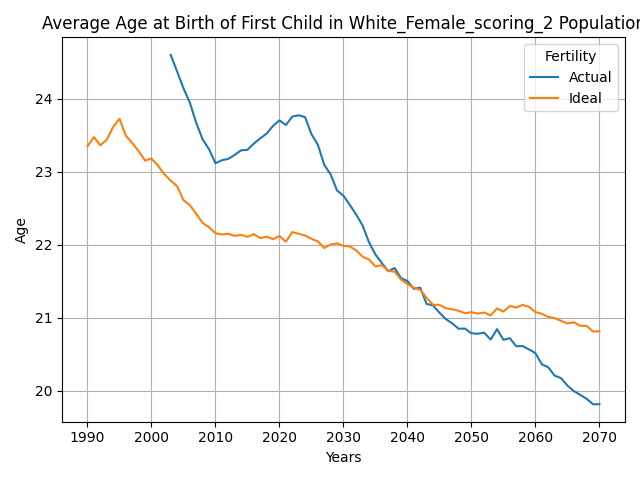 Average Age at Birth of First Child in White_Female_scoring_2 Population
Fertility
Actual
Ideal
24
23
22
21
20
Age
1990 2000 2010 2020 2030 2040 2050 2060 2070
Years